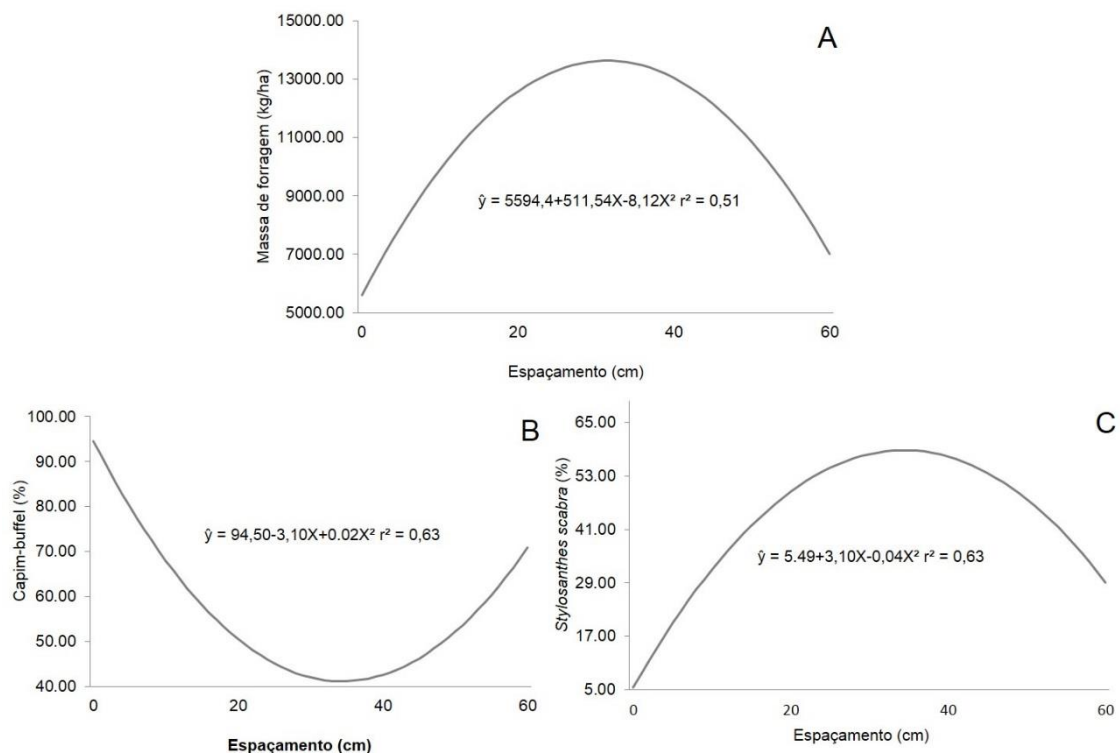 A
Massa de forragem (kg/ha)
15000.00
13000.00
11000.00
9000.00
7000.00
5000.00
ŷ = 5594,4+511,54X-8,12X² r² = 0,51
0 20 40 60
Espaçamento (cm)
B
Capim-buffel (%)
100.00
90.00
80.00
70.00
60.00
50.00
40.00
ŷ = 94,50-3,10X+0.02X² r² = 0,63
0 20 40 60
Espaçamento (cm)
C
Stylosanthes scabra (%)
65.00
53.00
41.00
29.00
17.00
5.00
ŷ = 5.49+3,10X-0,04X² r² = 0,63
0 20 40 60
Espaçamento (cm)